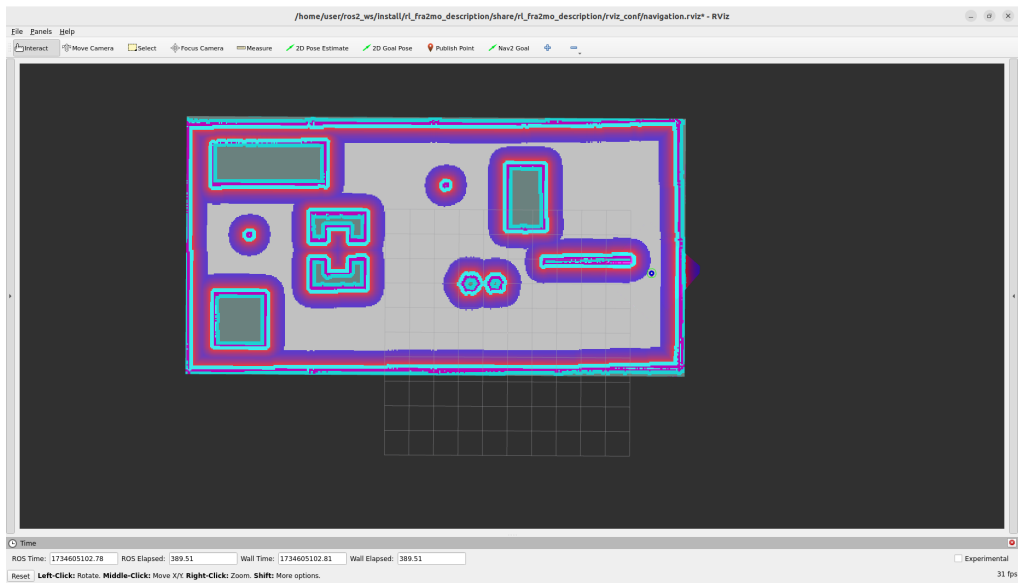 /home/user/ros2_ws/install/rl_fra2mo_description/share/rl_fra2mo_description/rviz_conf/navigation.rviz* - RViz
File Panels Help
Interact Move Camera Select Focus Camera Measure 2D Pose Estimate 2D Goal Pose Publish Point Nav2 Goal
Time
ROS Time: 1734605102.78 ROS Elapsed: 389.51 Wall Time: 1734605102.81 Wall Elapsed: 389.51 Experimental
Reset Left-Click: Rotate. Middle-Click: Move X/Y. Right-Click: Zoom. Shift: More options. 31 fps